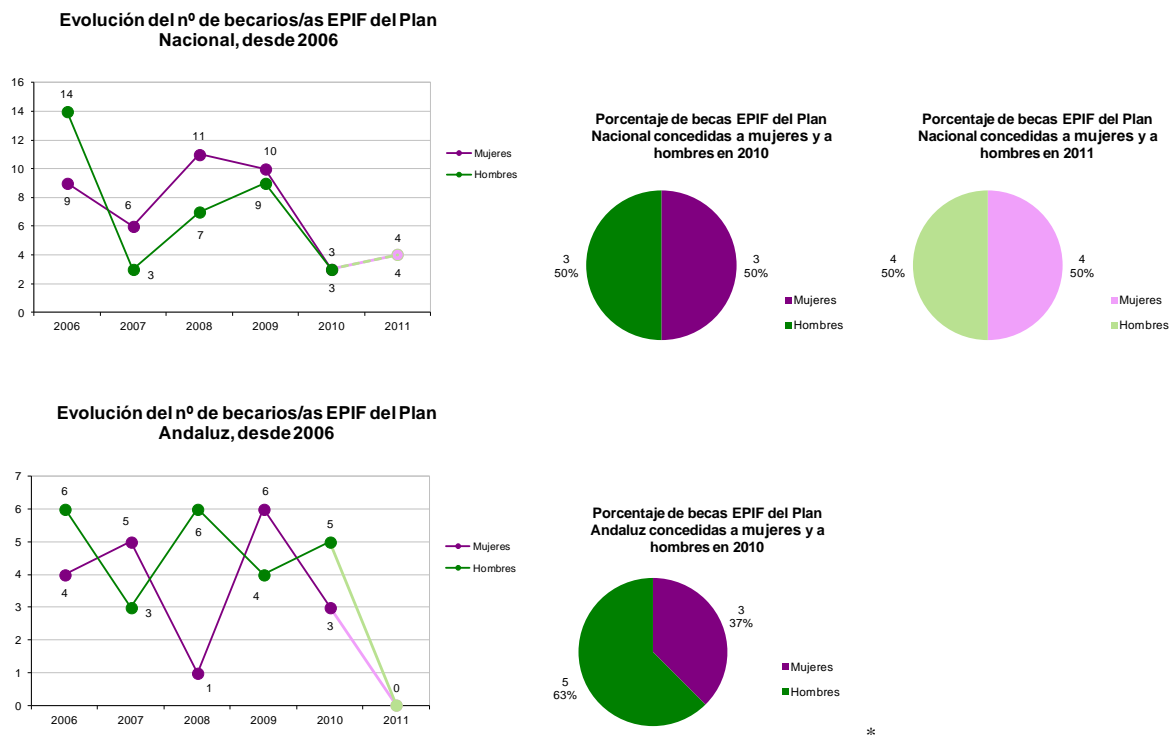 Evolución del nº de becarios/as EPIF del Plan
Nacional, desde 2006
16
14
12
10
8
6
4
2
0
14
9
6
3
11
7
10
9
3
3
4
4
2006
2007
2008
2009
2010
2011
Mujeres
Hombres
Porcentaje de becas EPIF del Plan
Nacional concedidas a mujeres y a
hombres en 2010
3
50%
3
50%
Mujeres
Hombres
Porcentaje de becas EPIF del Plan
Nacional concedidas a mujeres y a
hombres en 2011
4
50%
4
50%
Mujeres
Hombres
Evolución del nº de becarios/as EPIF del Plan
Andaluz, desde 2006
7
6
5
4
3
2
1
0
6
4
5
3
6
1
6
4
5
3
0
2006
2007
2008
2009
2010
2011
Mujeres
Hombres
Porcentaje de becas EPIF del Plan
Andaluz concedidas a mujeres y a
hombres en 2010
3
37%
5
63%
Mujeres
Hombres
*